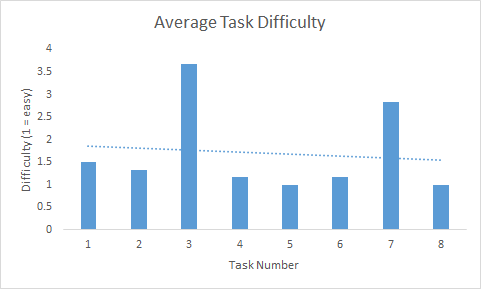 Average Task Difficulty
4
3.5
3
2.5
2
1.5
1
0.5
0
Difficulty (1 = easy)
1 2 3 4 5 6 7 8
Task Number